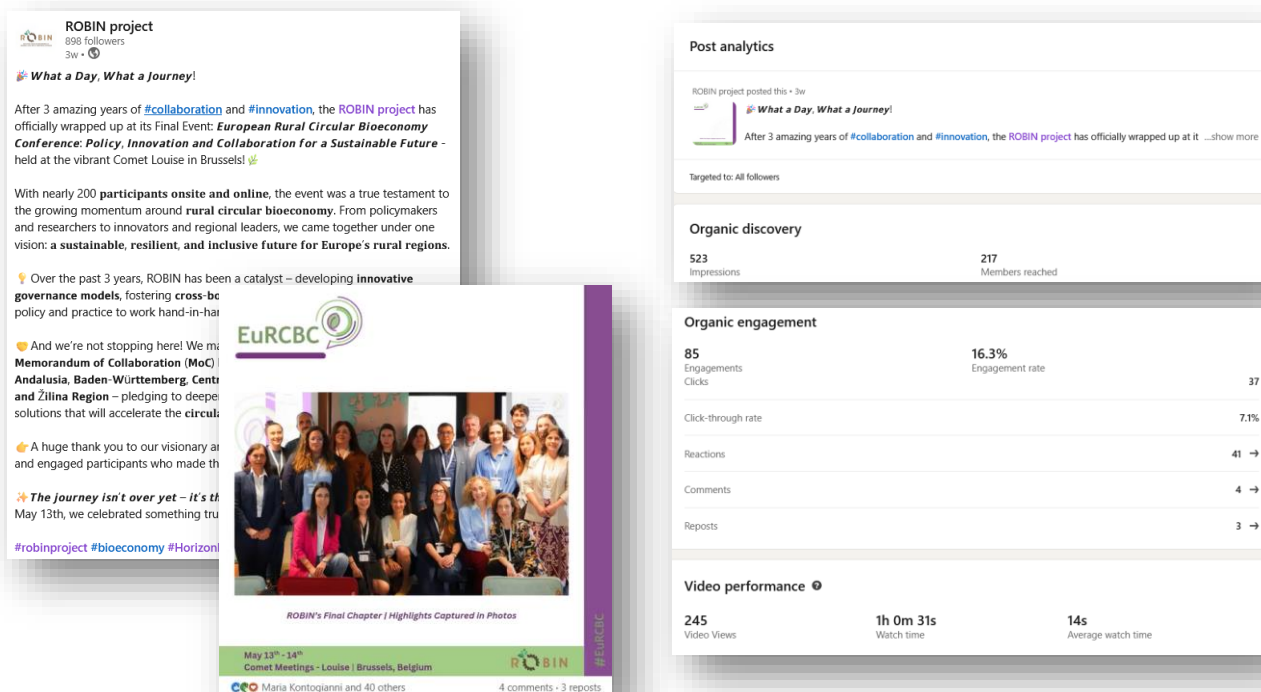 ROBIN project
ROBIN
898 followers
3w •
What a Day, What a Journey!
After 3 amazing years of #collaboration and #innovation, the ROBIN project has
officially wrapped up at its Final Event: European Rural Circular Bioeconomy
Conference: Policy, Innovation and Collaboration for a Sustainable Future -
held at the vibrant Comet Louise in Brussels!
With nearly 200 participants onsite and online, the event was a true testament to
the growing momentum around rural circular bioeconomy. From policymakers
and researchers to innovators and regional leaders, we came together under one
vision: a sustainable, resilient, and inclusive future for Europe's rural regions.
Over the past 3 years, ROBIN has been a catalyst – developing innovative
governance models, fostering cross-bo
policy and practice to work hand-in-ha
And we're not stopping here! We ma
Memorandum of Collaboration (MoC)
Andalusia, Baden-Württemberg, Centr
and Žilina Region – pledging to deepe
solutions that will accelerate the circula
A huge thank you to our visionary a
and engaged participants who made th
The journey isn't over yet – it's th
May 13th, we celebrated something tru
#robinproject #bioeconomy #Horizon
EuRCBC
ROBIN's Final Chapter | Highlights Captured in Photos
May 13th - 14th
Comet Meetings - Louise | Brussels, Belgium
ROBIN
#EuRCBC
Maria Kontogianni and 40 others
4 comments · 3 reposts
Post analytics
ROBIN project posted this • 3w
What a Day, What a Journey!
After 3 amazing years of #collaboration and #innovation, the ROBIN project has officially wrapped up at it ...show more
Targeted to: All followers
Organic discovery
523 217
Impressions Members reached
Organic engagement
85 16.3%
Engagements Engagement rate
Clicks 37
Click-through rate 7.1%
Reactions 41 →
Comments 4 →
Reposts 3 →
Video performance
245 1h 0m 31s 14s
Video Views Watch time Average watch time